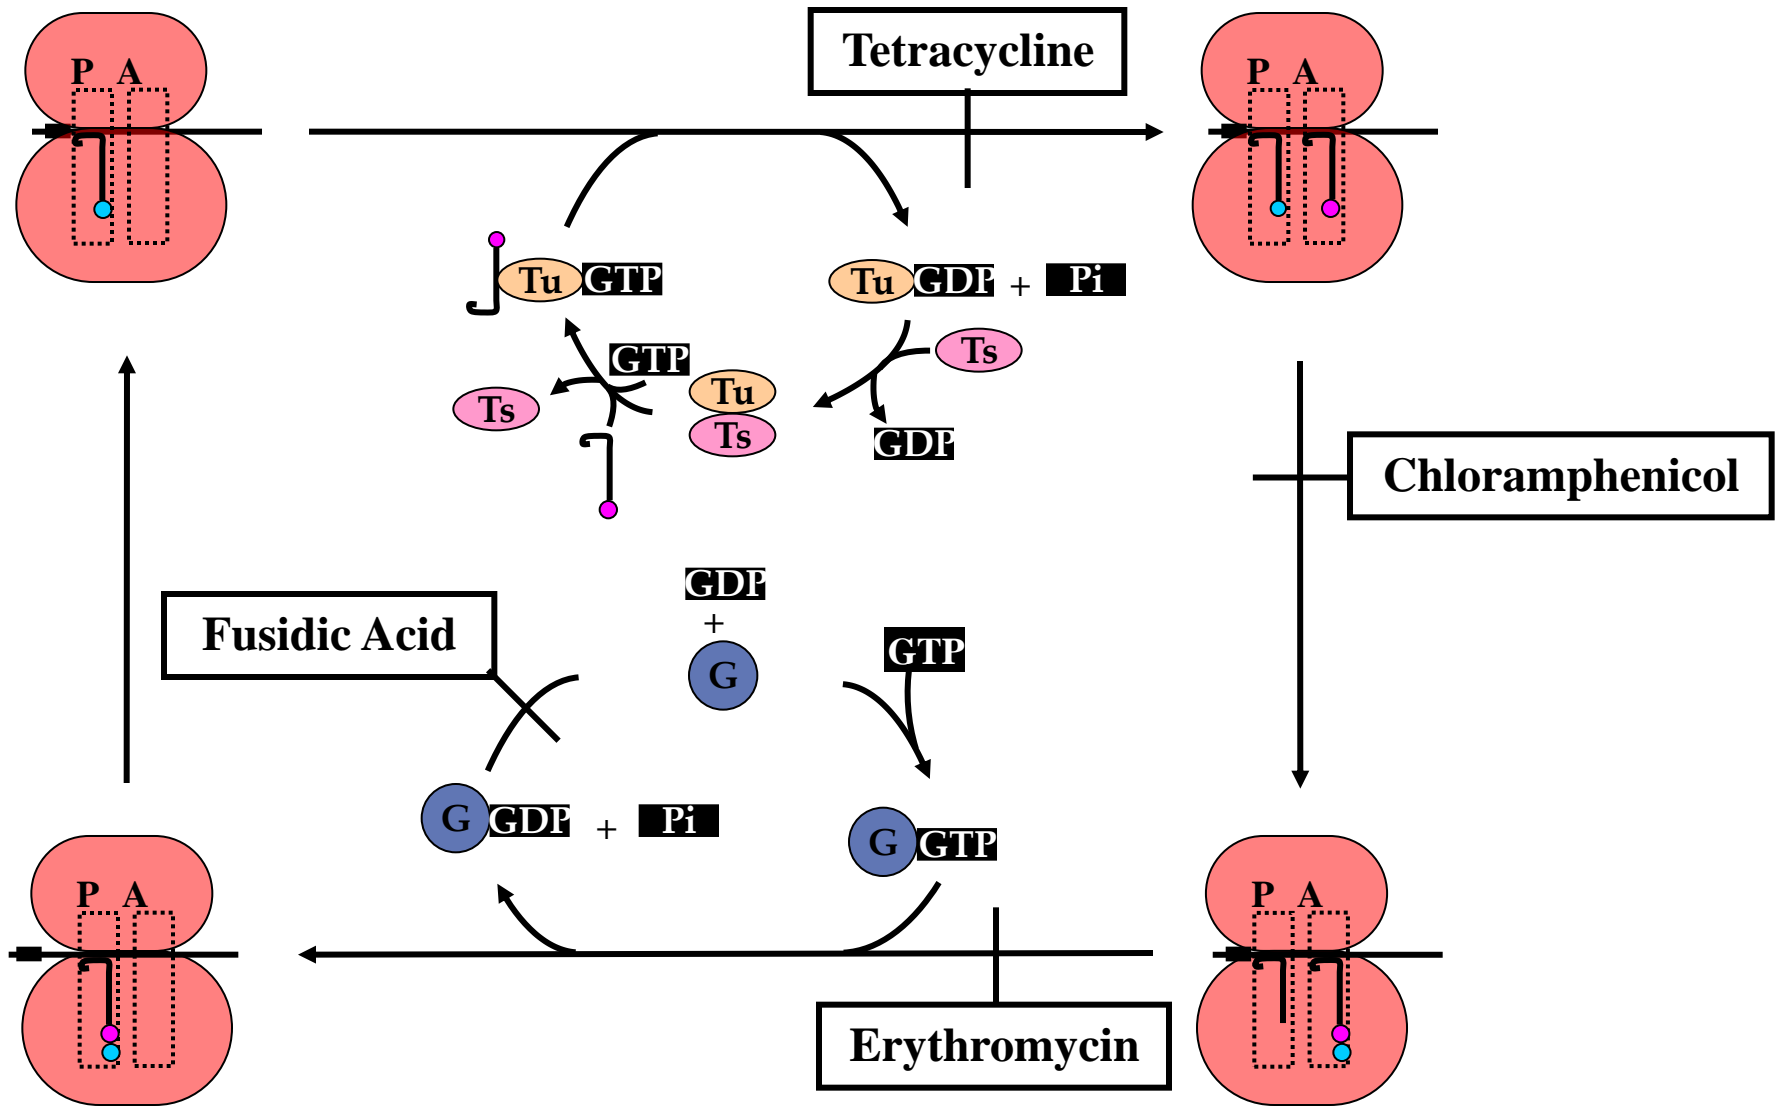 Tetracycline
P A
P A
Tu GTP
Tu GDP + Pi
GTP
Ts
Ts
Tu
Ts
GDP
Chloramphenicol
GDP
+
G
Fusidic Acid
GTP
G GDP + Pi
G GTP
P A
P A
Erythromycin